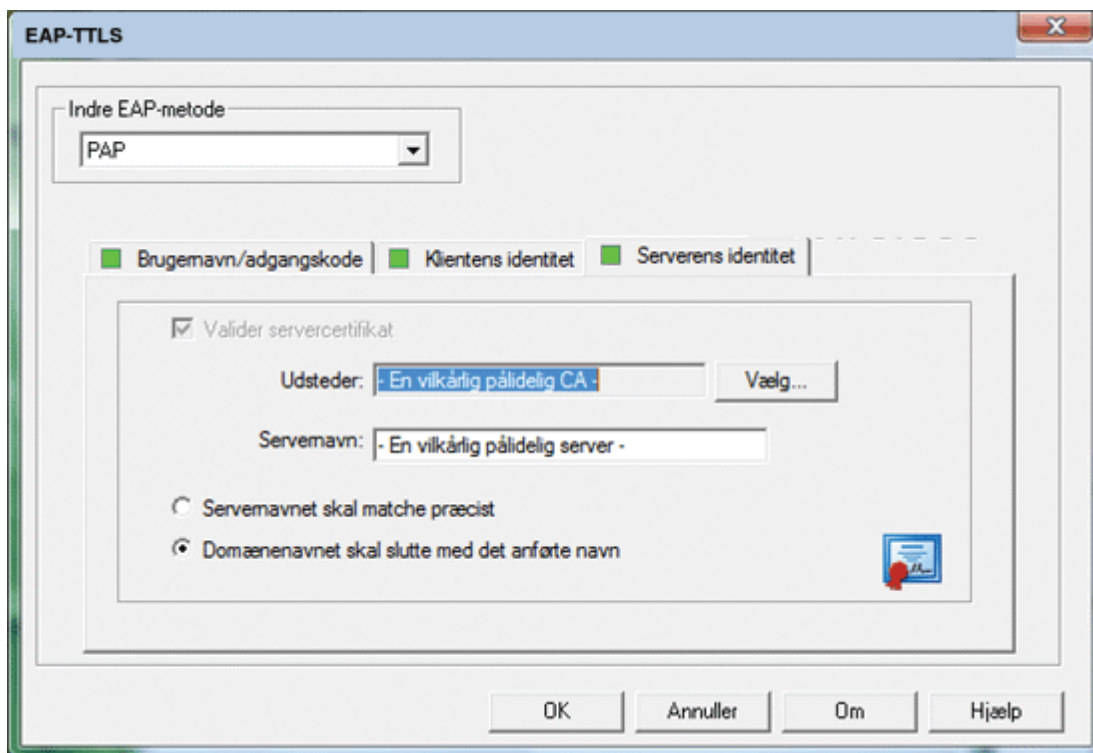 EAP-TTLS
Indre EAP-metode
PAP
Brugernavn/adgangskode
Klientens identitet
Serverens identitet
Valider servercertifikat
Udsteder: - En vilkårlig pålidelig CA - Vælg...
Servernavn: - En vilkårlig pålidelig server -
Servernavnet skal matche præcist
Domænenavnet skal slutte med det anførte navn
OK Annuller Om Hjælp